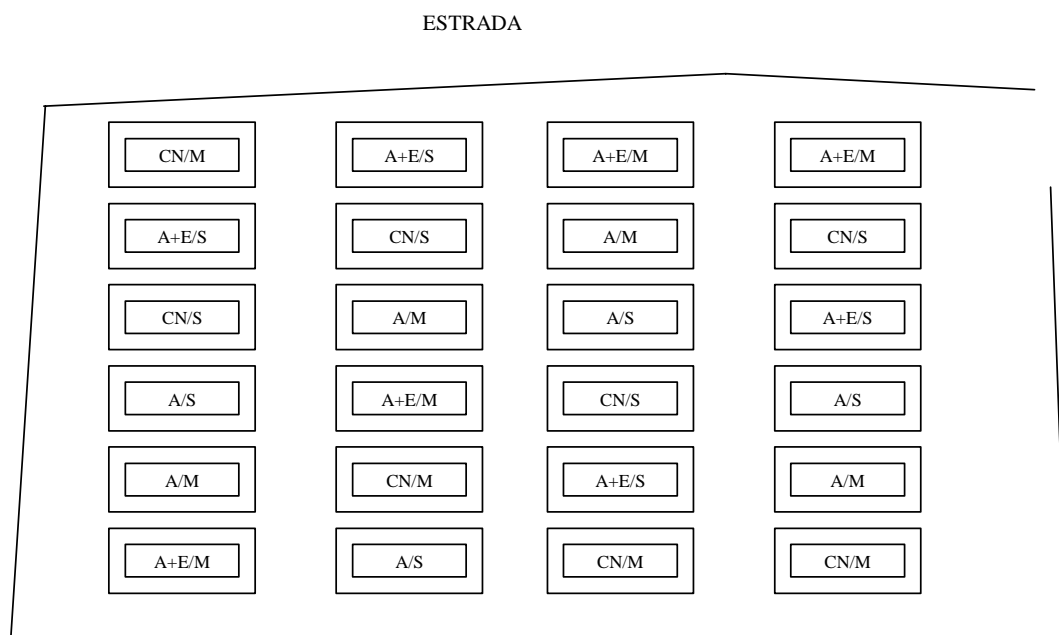 ESTRADA
CN/M A+E/S A+E/M A+E/M
A+E/S CN/S A/M CN/S
CN/S A/M A/S A+E/S
A/S A+E/M CN/S A/S
A/M CN/M A+E/S A/M
A+E/M A/S CN/M CN/M